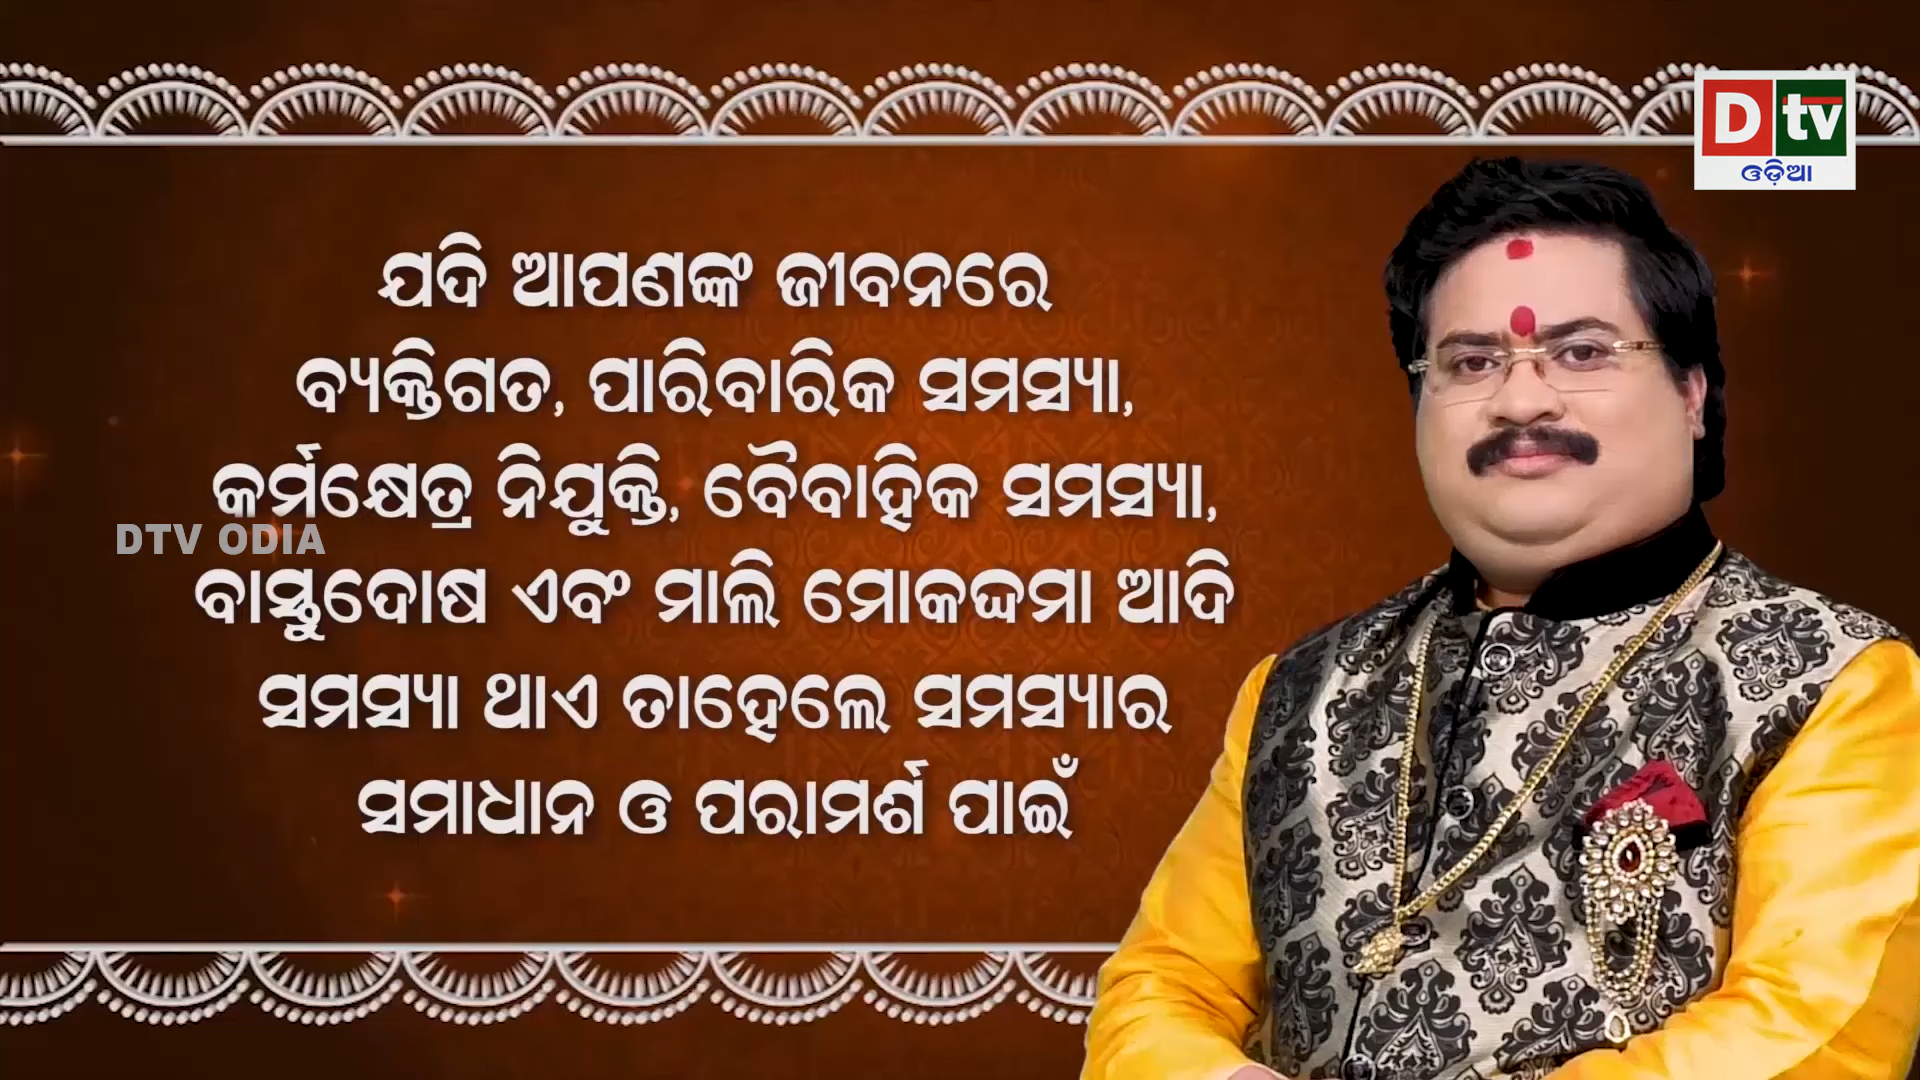 D tv
ଓଡ଼ିଆ
ଯଦି ଆପଣଙ୍କ ଜୀବନରେ
ବ୍ୟକ୍ତିଗତ, ପାରିବାରିକ ସମସ୍ୟା,
କର୍ମକ୍ଷେତ୍ର ନିଯୁକ୍ତି, ବୈବାହିକ ସମସ୍ୟା,
DTV ODIA
ବାସ୍ତୁଦୋଷ ଏବଂ ମାଲି ମୋକଦ୍ଦମା ଆଦି
ସମସ୍ୟା ଥାଏ ତାହେଲେ ସମସ୍ୟାର
ସମାଧାନ ଓ ପରାମର୍ଶ ପାଇଁ